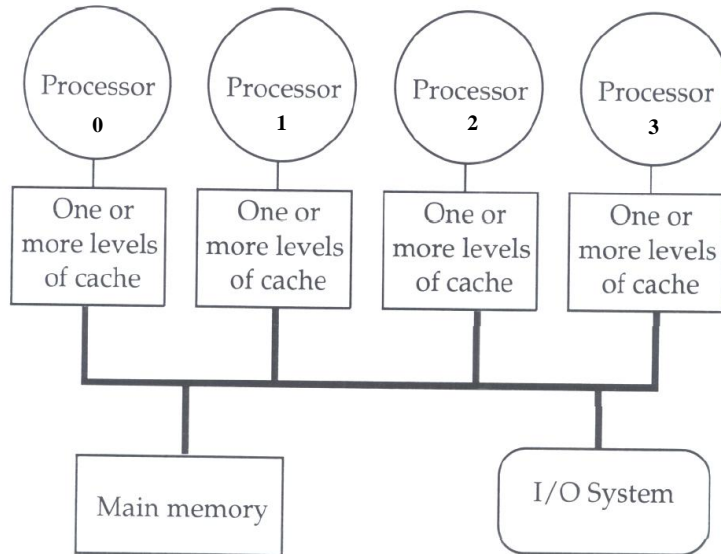 Processor
0
Processor
1
Processor
2
Processor
3
One or
more levels
of cache
One or
more levels
of cache
One or
more levels
of cache
One or
more levels
of cache
Main memory
I/O System